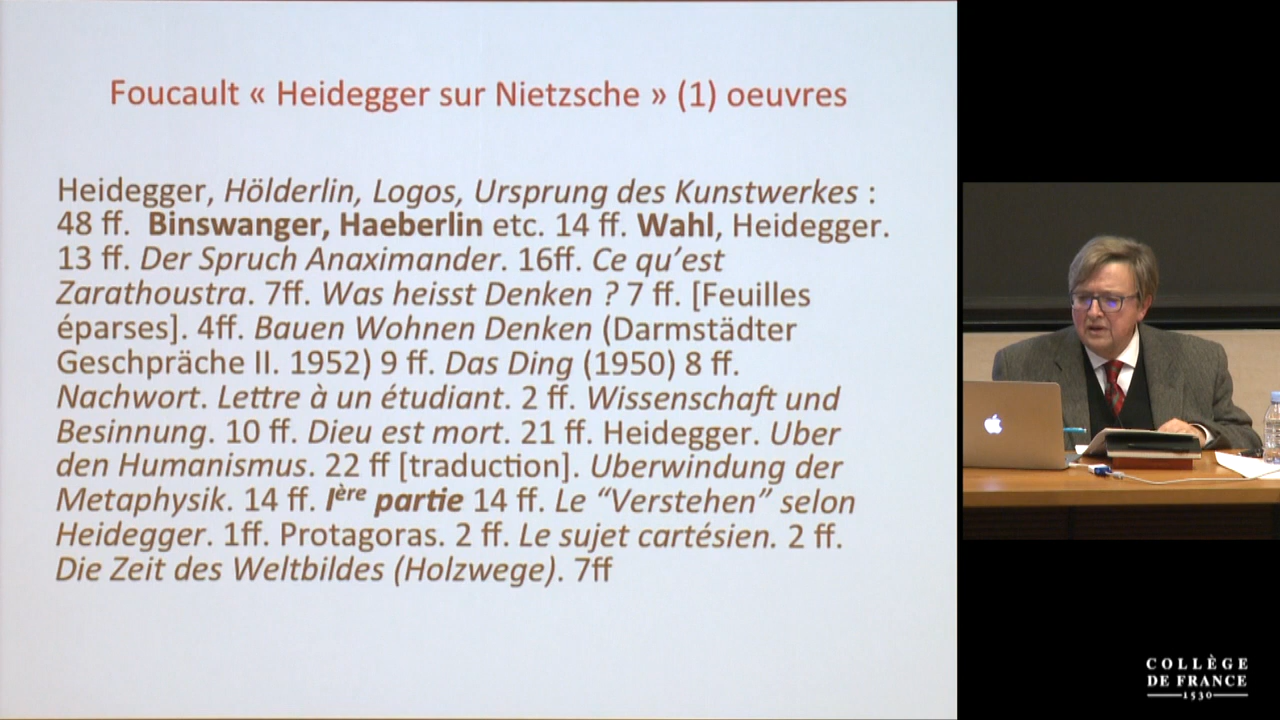 Foucault « Heidegger sur Nietzsche » (1) oeuvres
Heidegger, Hölderlin, Logos, Ursprung des Kunstwerkes :
48 ff. Binswanger, Haeberlin etc. 14 ff. Wahl, Heidegger.
13 ff. Der Spruch Anaximander. 16ff. Ce qu’est
Zarathoustra. 7ff. Was heisst Denken ? 7 ff. [Feuilles
éparses]. 4ff. Bauen Wohnen Denken (Darmstädter
Geschpräche II. 1952) 9 ff. Das Ding (1950) 8 ff.
Nachwort. Lettre à un étudiant. 2 ff. Wissenschaft und
Besinnung. 10 ff. Dieu est mort. 21 ff. Heidegger. Uber
den Humanismus. 22 ff [traduction]. Uberwindung der
Metaphysik. 14 ff. Ière partie 14 ff. Le “Verstehen” selon
Heidegger. 1ff. Protagoras. 2 ff. Le sujet cartésien. 2 ff.
Die Zeit des Weltbildes (Holzwege). 7ff
COLLÈGE
DE FRANCE
1530